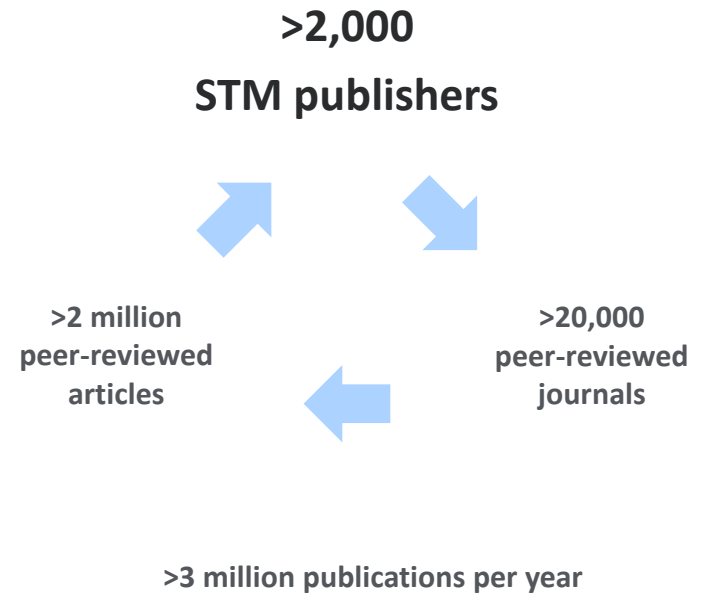 >2,000
STM publishers
>2 million
peer-reviewed
articles
>20,000
peer-reviewed
journals
>3 million publications per year